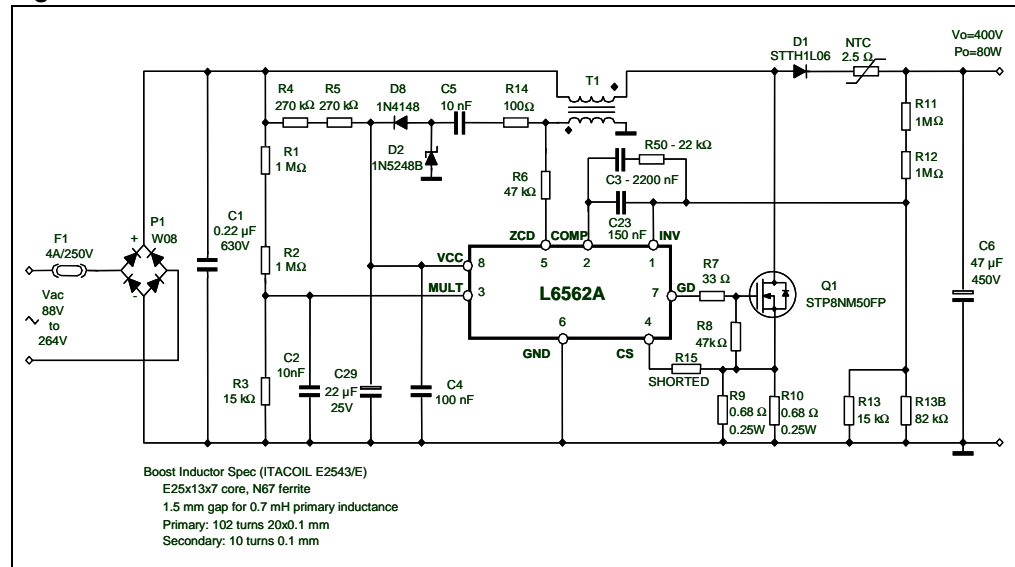 F1
4A/250V
Vac
88V
to
264V
P1
W08
+
-
C1
0.22 µF
630V
R4
270 kΩ
R5
270 kΩ
D8
1N4148
C5
10 nF
R14
100Ω
T1
D2
1N5248B
R1
1 MΩ
R2
1 MΩ
R3
15 kΩ
C2
10nF
C29
22 µF
25V
C4
100 nF
R6
47 kΩ
R50 - 22 kΩ
C3 - 2200 nF
C23
150 nF
ZCD
COMP
INV
5
2
1
VCC
8
MULT
3
L6562A
7
GD
6
4
GND
CS
R7
33 Ω
R8
47kΩ
R15
SHORTED
R9
0.68 Ω
0.25W
R10
0.68 Ω
0.25W
Q1
STP8NM50FP
D1
STTH1L06
NTC
2.5 Ω
Vo=400V
Po=80W
R11
1MΩ
R12
1MΩ
R13
15 kΩ
R13B
82 kΩ
C6
47 µF
450V
Boost Inductor Spec (ITACOIL E2543/E)
E25x13x7 core, N67 ferrite
1.5 mm gap for 0.7 mH primary inductance
Primary: 102 turns 20x0.1 mm
Secondary: 10 turns 0.1 mm